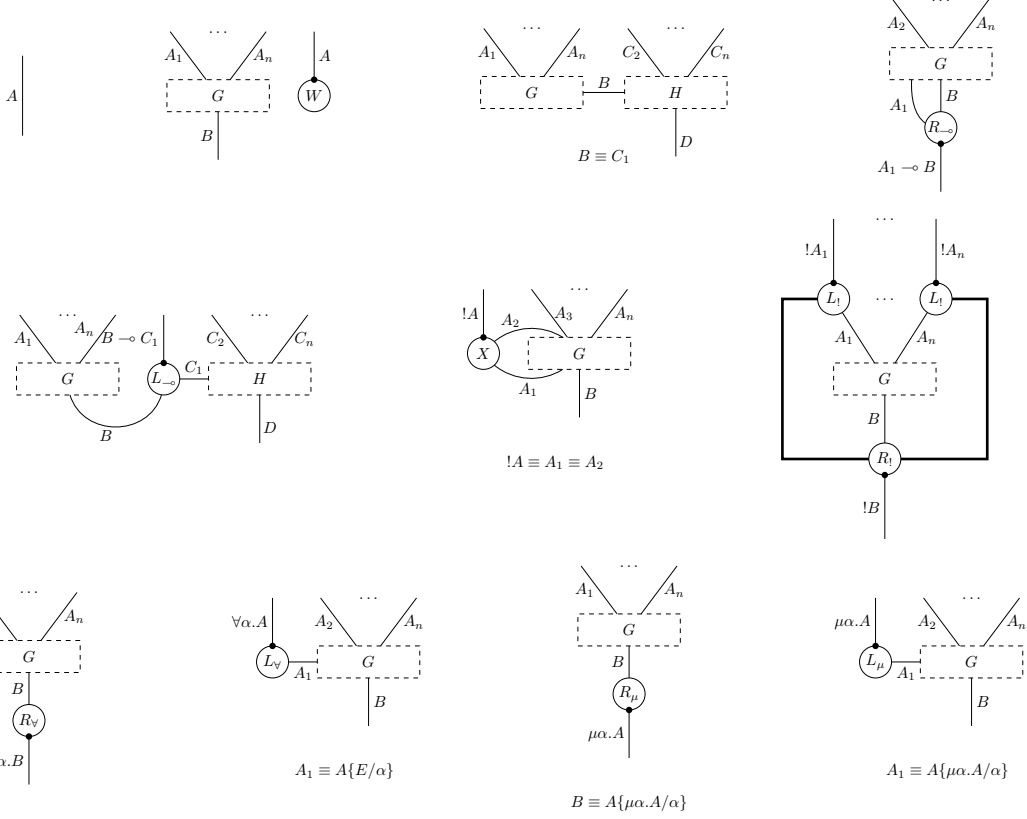 A
A₁ … Aₙ
G
B
A
W
A₁ … Aₙ
G
B
C₂ … Cₙ
H
D
B ≡ C₁
A₂ … Aₙ
G
A₁ B
R⊸
A₁ ⊸ B
A₁ … Aₙ
G
B
B ⊸ C₁
L⊸
C₁
C₂ … Cₙ
H
D
!A
X
A₂
A₁
A₃ … Aₙ
G
B
!A ≡ A₁ ≡ A₂
!A₁ … !Aₙ
L! … L!
A₁ Aₙ
G
B
R!
!B
… Aₙ
G
B
R∀
α.B
∀α.A
L∀
A₁
A₂ … Aₙ
G
B
A₁ ≡ A{E/α}
A₁ … Aₙ
G
B
Rμ
μα.A
B ≡ A{μα.A/α}
μα.A
Lμ
A₁
A₂ … Aₙ
G
B
A₁ ≡ A{μα.A/α}